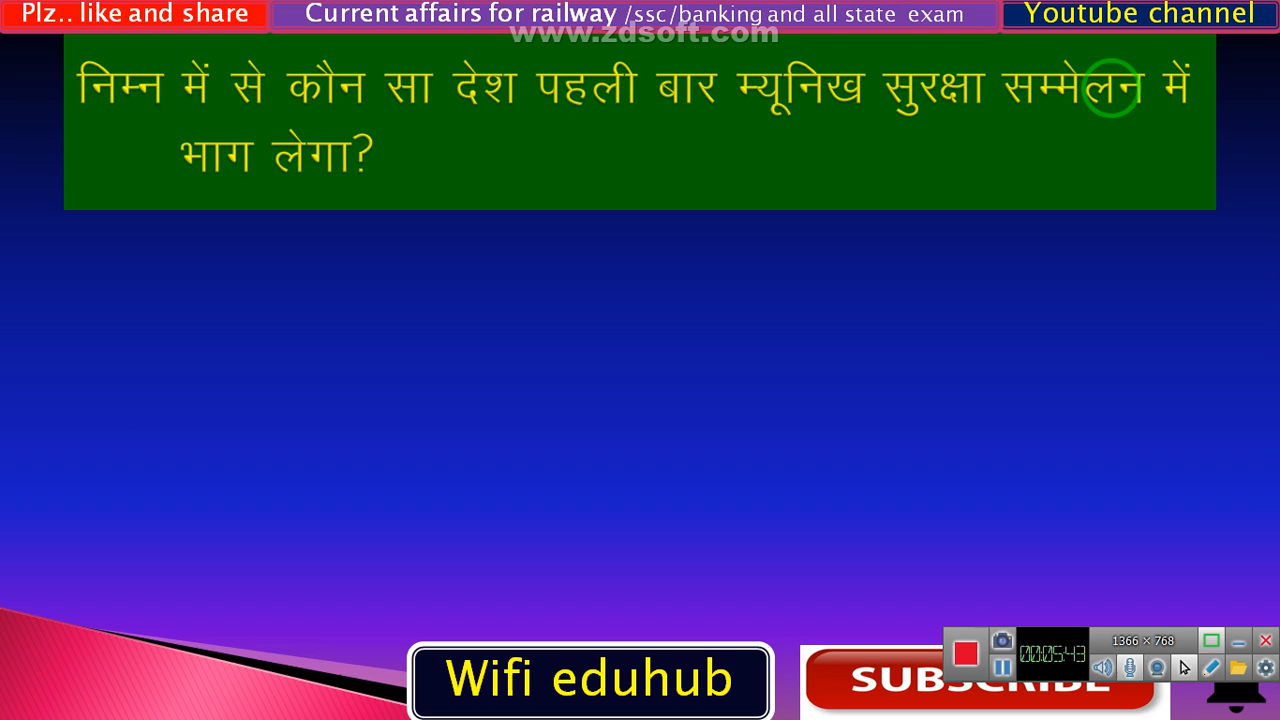 Plz.. like and share
Current affairs for railway /ssc/banking and all state exam
Youtube channel
www.zdsoft.com
निम्न में से कौन सा देश पहली बार म्यूनिख सुरक्षा सम्मेलन में
भाग लेगा?
Wifi eduhub
SUBSCRIBE
00:05:43
1366 × 768